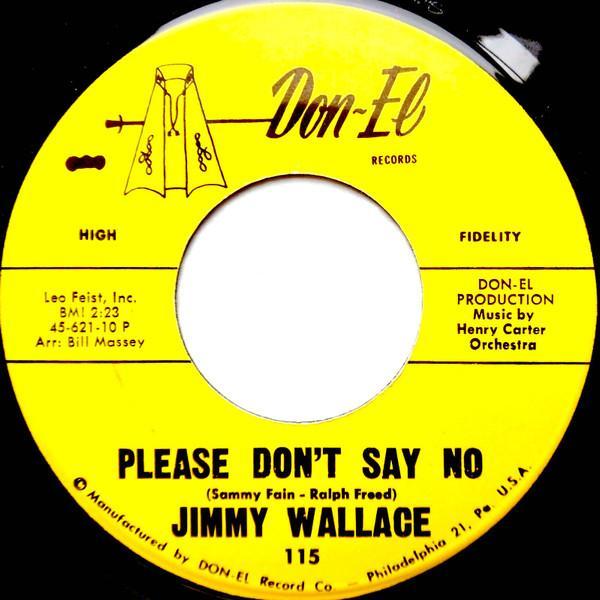 Don-El
RECORDS
HIGH
FIDELITY
Leo Feist, Inc.
BMI 2:23
45-621-10 P
Arr: Bill Massey
DON-EL
PRODUCTION
Music by
Henry Carter
Orchestra
PLEASE DON'T SAY NO
(Sammy Fain - Ralph Freed)
JIMMY WALLACE
115
© Manufactured by DON-EL Record Co — Philadelphia 21, Pa. U.S.A.